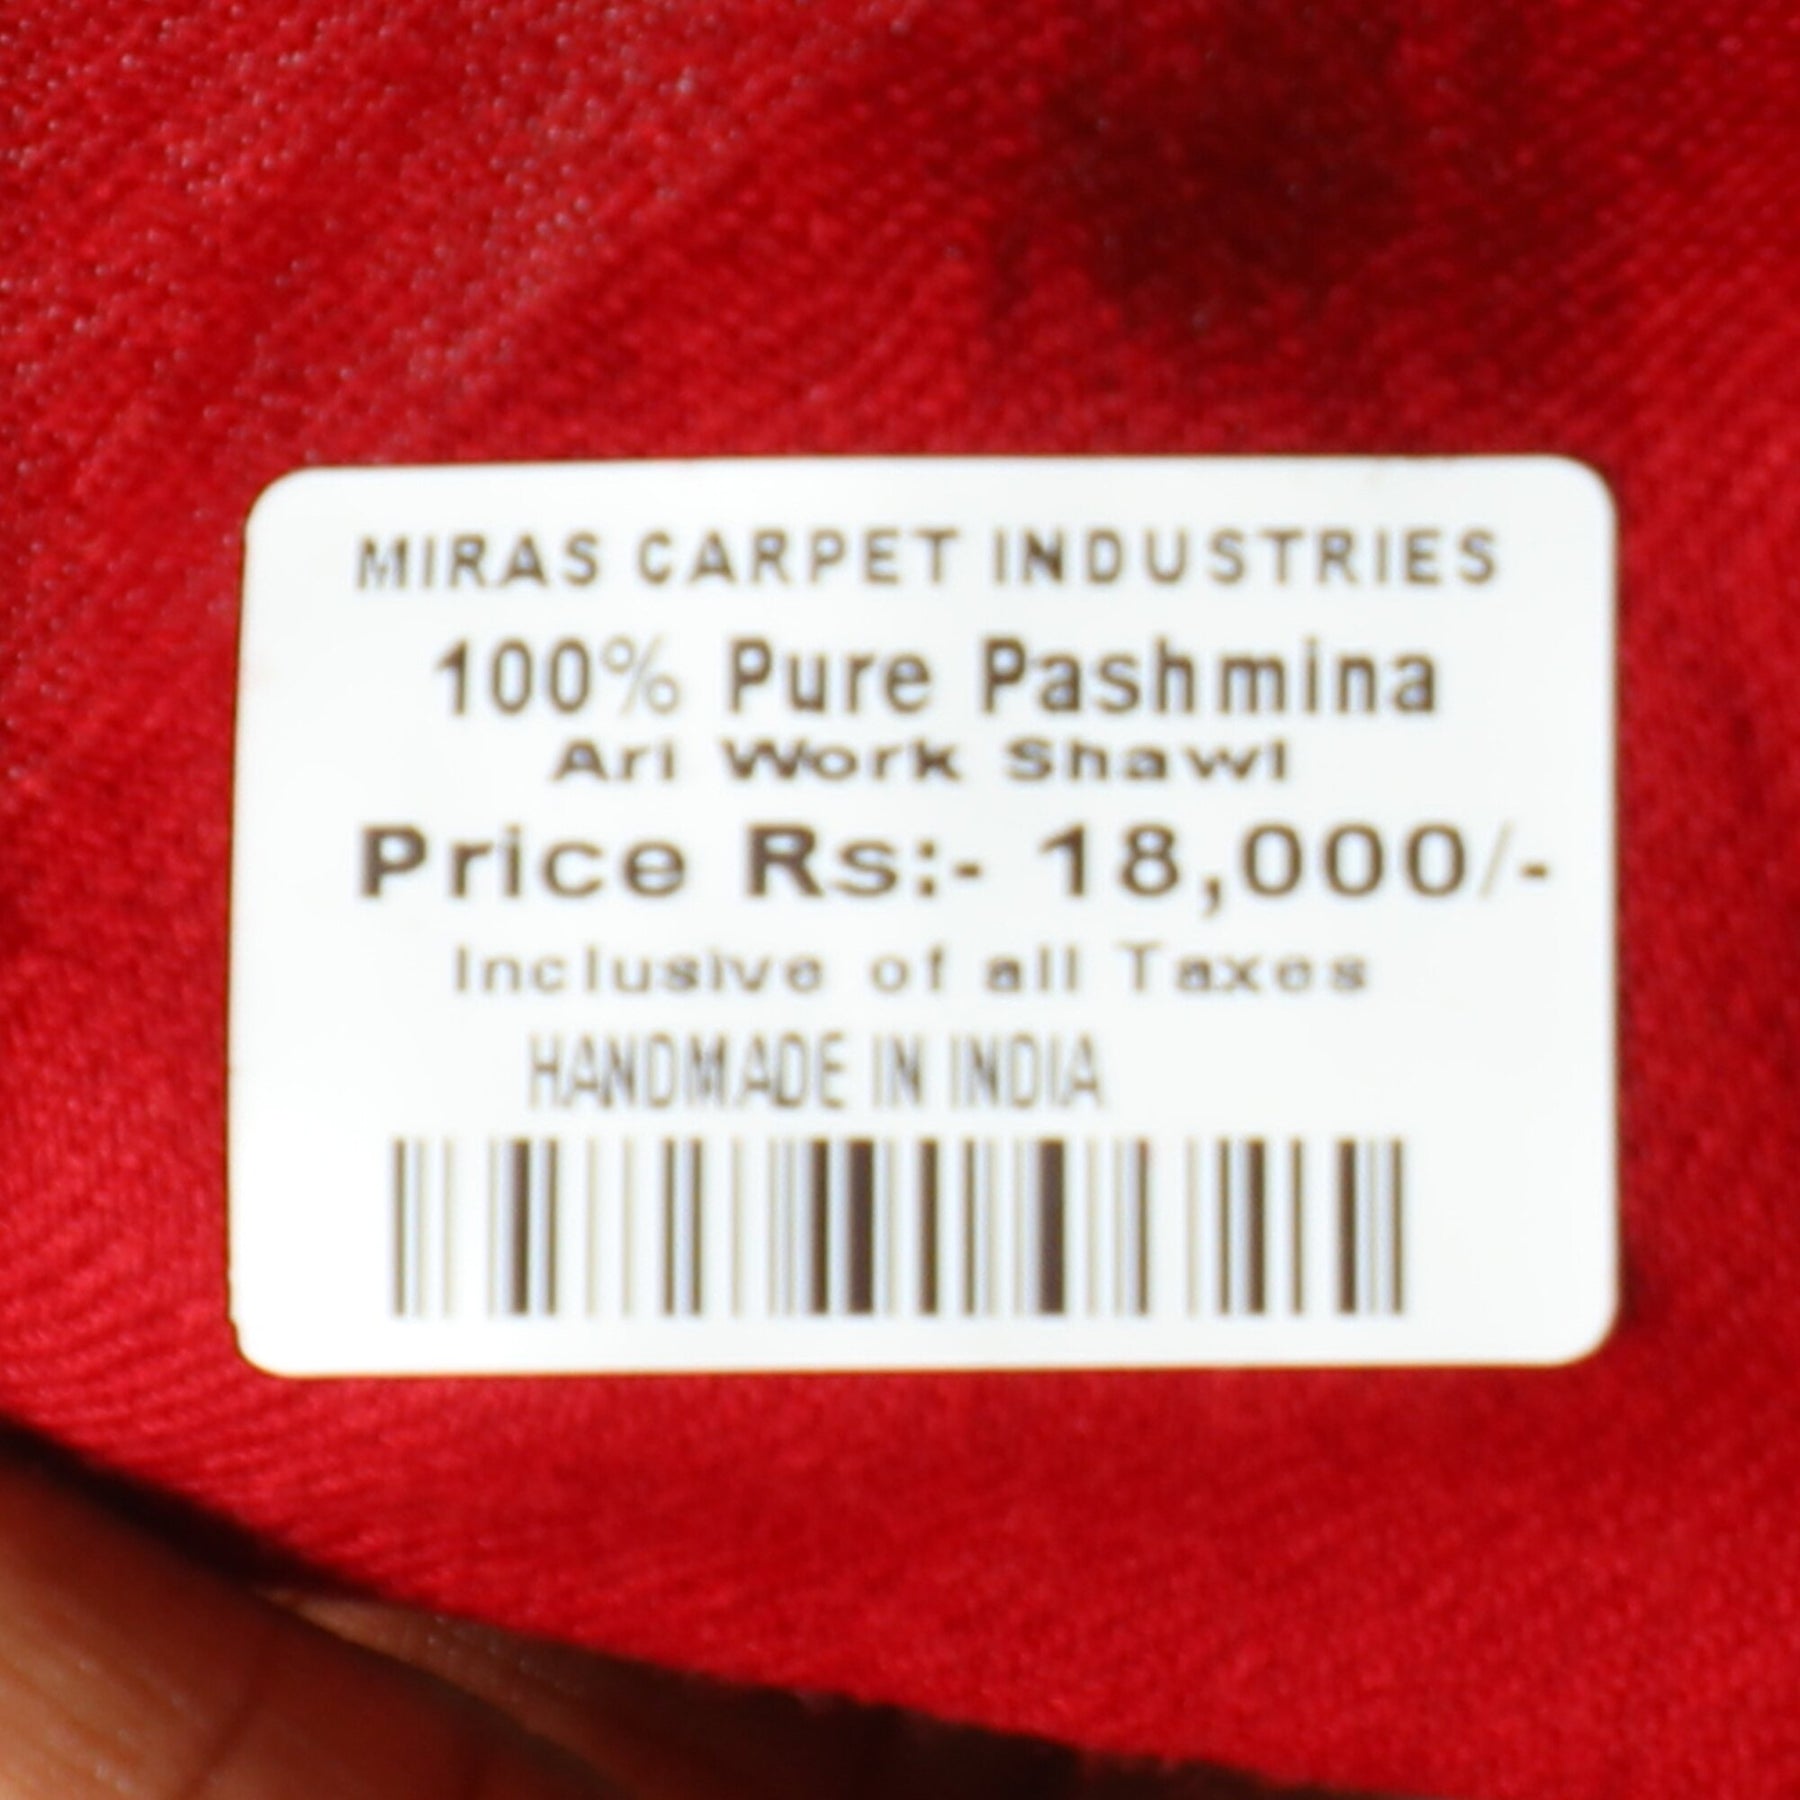 MIRAS CARPET INDUSTRIES
100% Pure Pashmina
Ari Work Shawl
Price Rs:- 18,000/-
Inclusive of all Taxes
HANDMADE IN INDIA